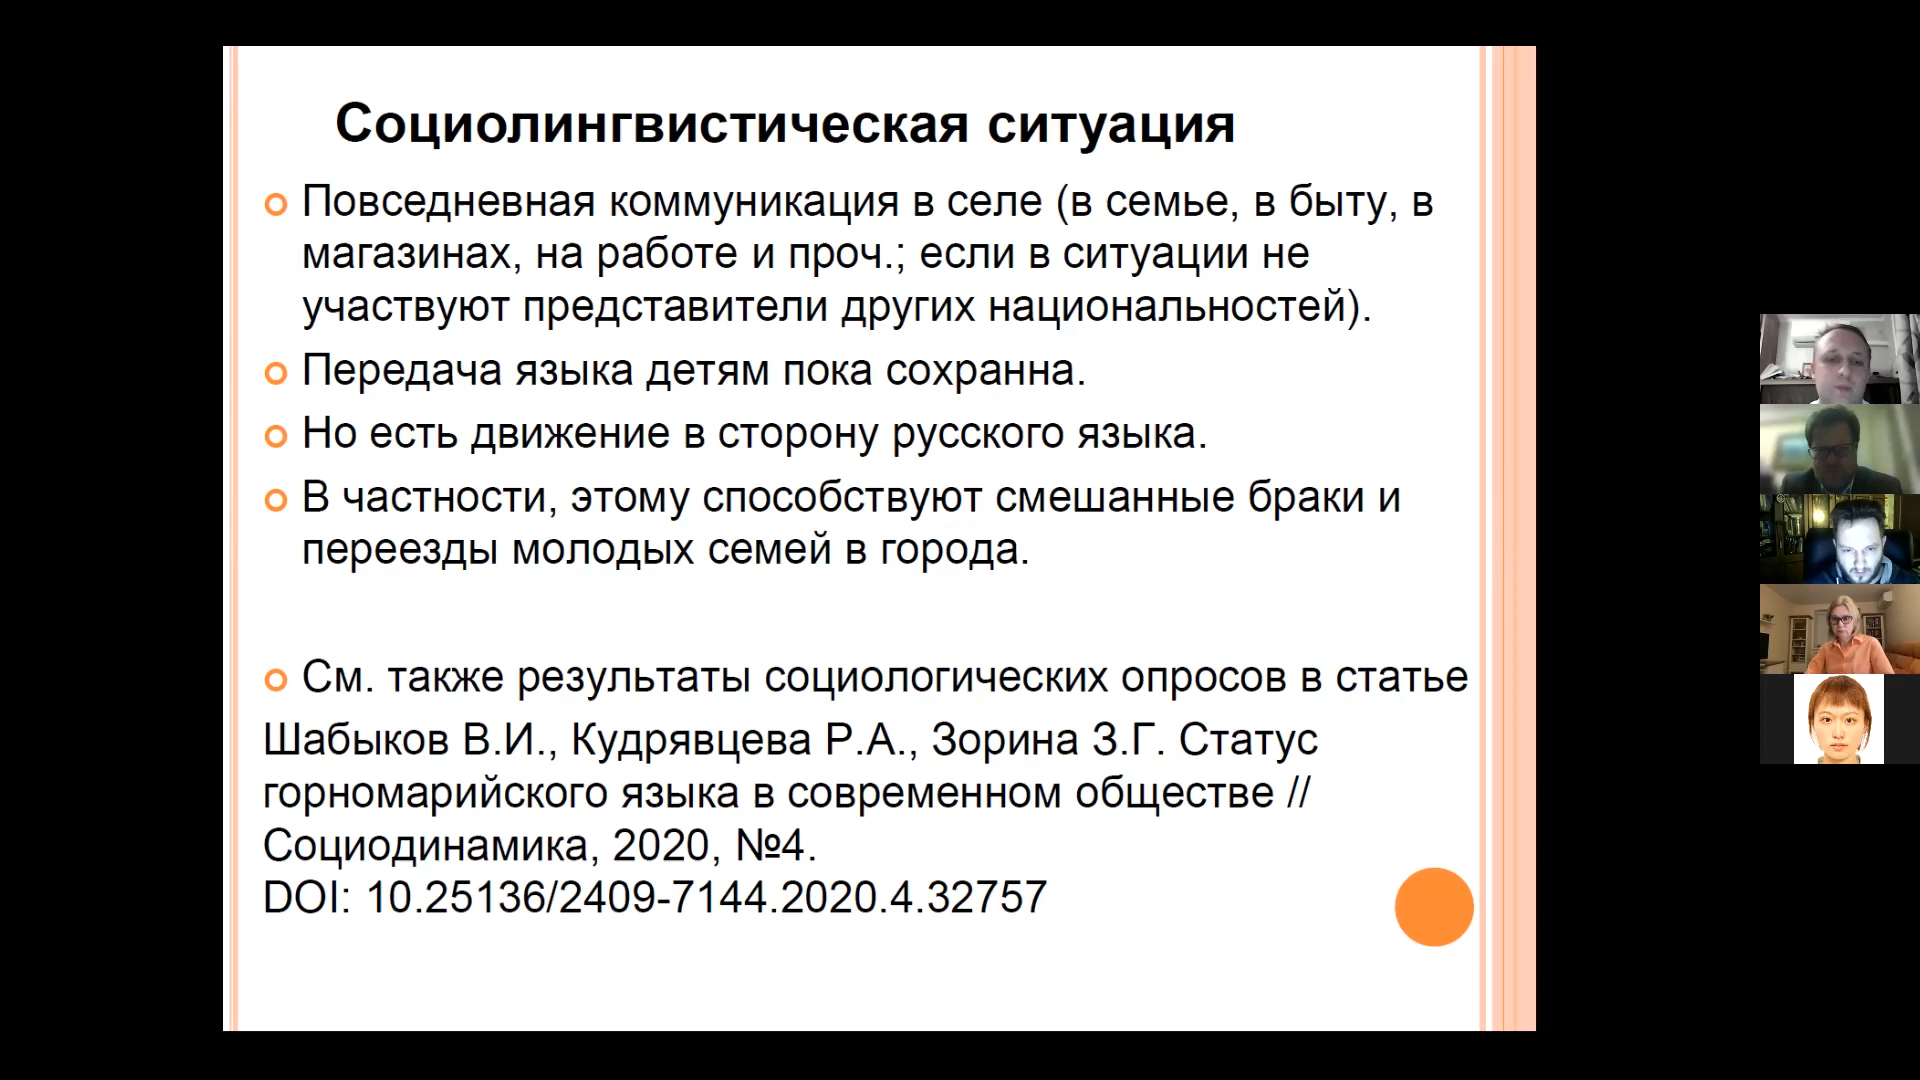 Социолингвистическая ситуация
Повседневная коммуникация в селе (в семье, в быту, в
магазинах, на работе и проч.; если в ситуации не
участвуют представители других национальностей).
Передача языка детям пока сохранна.
Но есть движение в сторону русского языка.
В частности, этому способствуют смешанные браки и
переезды молодых семей в города.
См. также результаты социологических опросов в статье
Шабыков В.И., Кудрявцева Р.А., Зорина З.Г. Статус
горномарийского языка в современном обществе //
Социодинамика, 2020, №4.
DOI: 10.25136/2409-7144.2020.4.32757